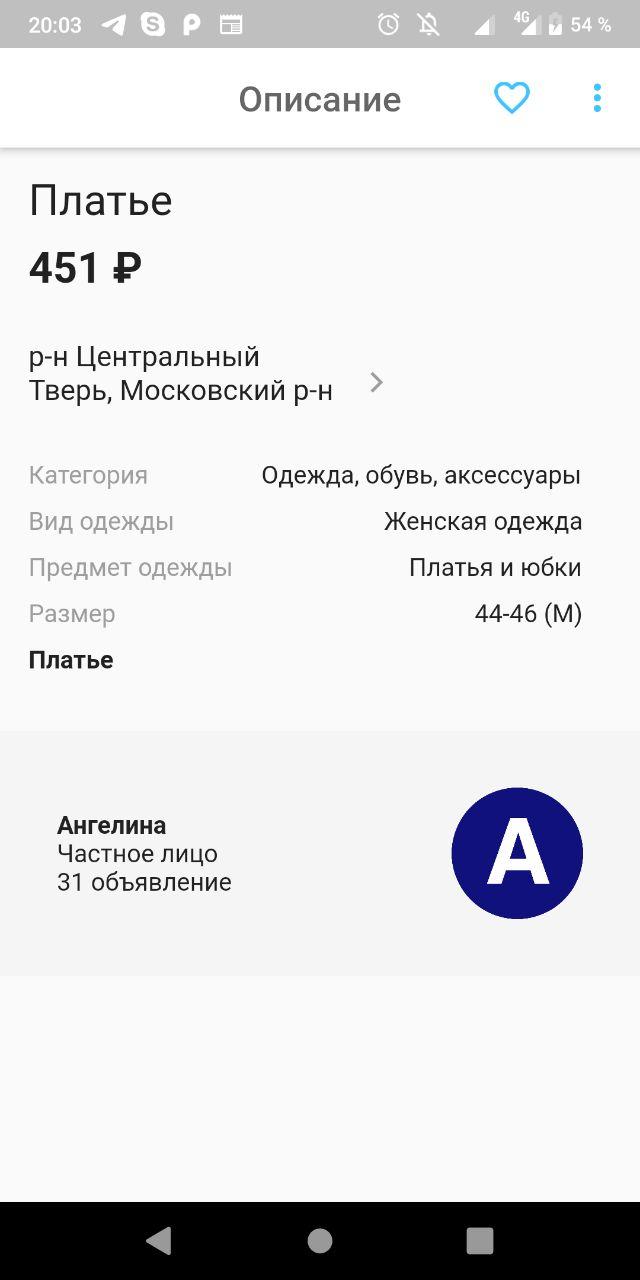 20:03 4G 54 %
Описание
Платье
451 ₽
р-н Центральный
Тверь, Московский р-н
Категория Одежда, обувь, аксессуары
Вид одежды Женская одежда
Предмет одежды Платья и юбки
Размер 44-46 (M)
Платье
Ангелина
Частное лицо
31 объявление
А